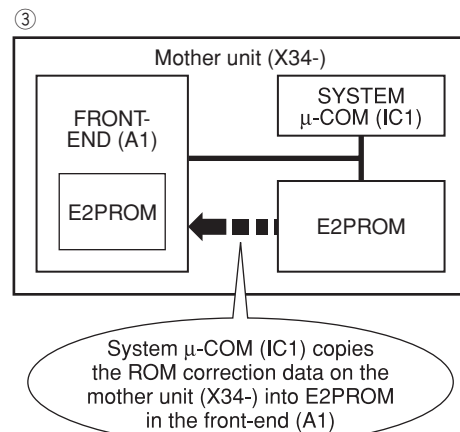 ③
Mother unit (X34-)
FRONT-
END (A1)
E2PROM
SYSTEM
μ-COM (IC1)
E2PROM
System μ-COM (IC1) copies
the ROM correction data on the
mother unit (X34-) into E2PROM
in the front-end (A1)